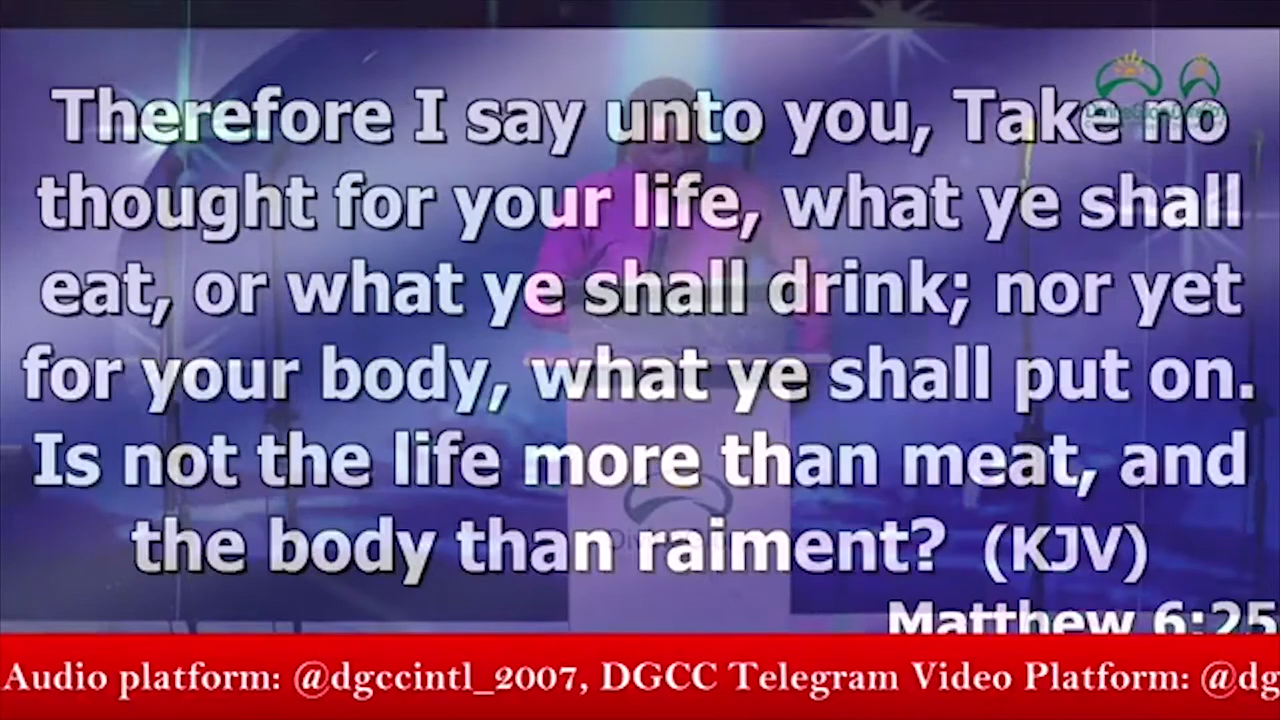 Therefore I say unto you, Take no
thought for your life, what ye shall
eat, or what ye shall drink; nor yet
for your body, what ye shall put on.
Is not the life more than meat, and
the body than raiment? (KJV)
Matthew 6:25
Audio platform: @dgccintl_2007, DGCC Telegram Video Platform: @dg